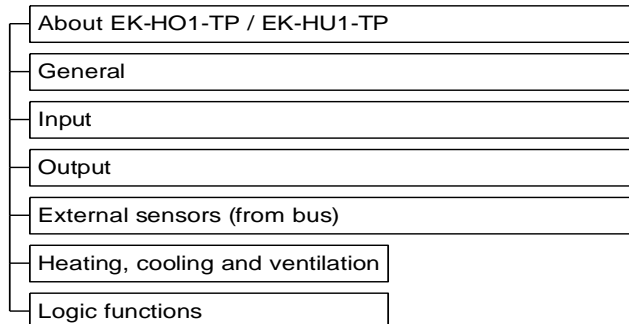 About EK-HO1-TP / EK-HU1-TP
General
Input
Output
External sensors (from bus)
Heating, cooling and ventilation
Logic functions